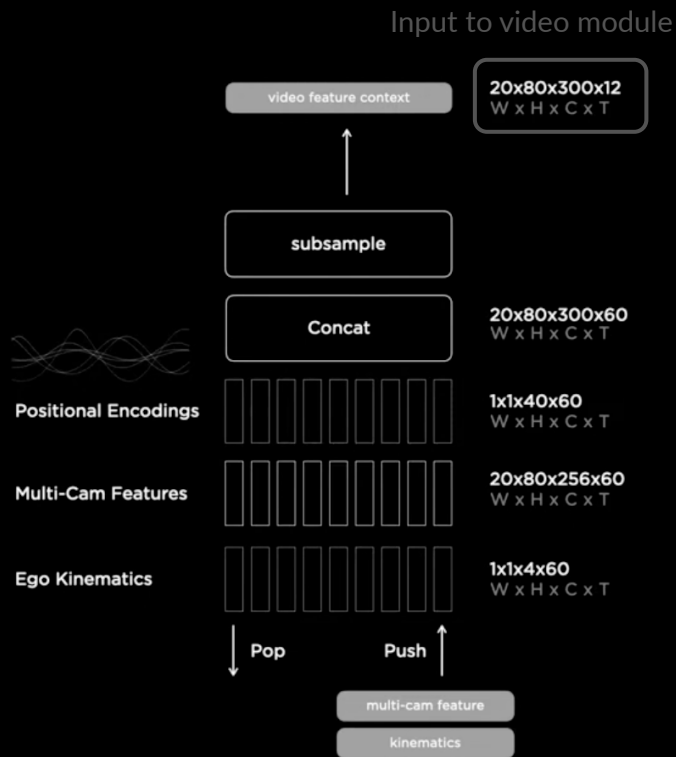 Input to video module
video feature context
20x80x300x12
W x H x C x T
subsample
Concat
20x80x300x60
W x H x C x T
Positional Encodings
1x1x40x60
W x H x C x T
Multi-Cam Features
20x80x256x60
W x H x C x T
Ego Kinematics
1x1x4x60
W x H x C x T
Pop
Push
multi-cam feature
kinematics